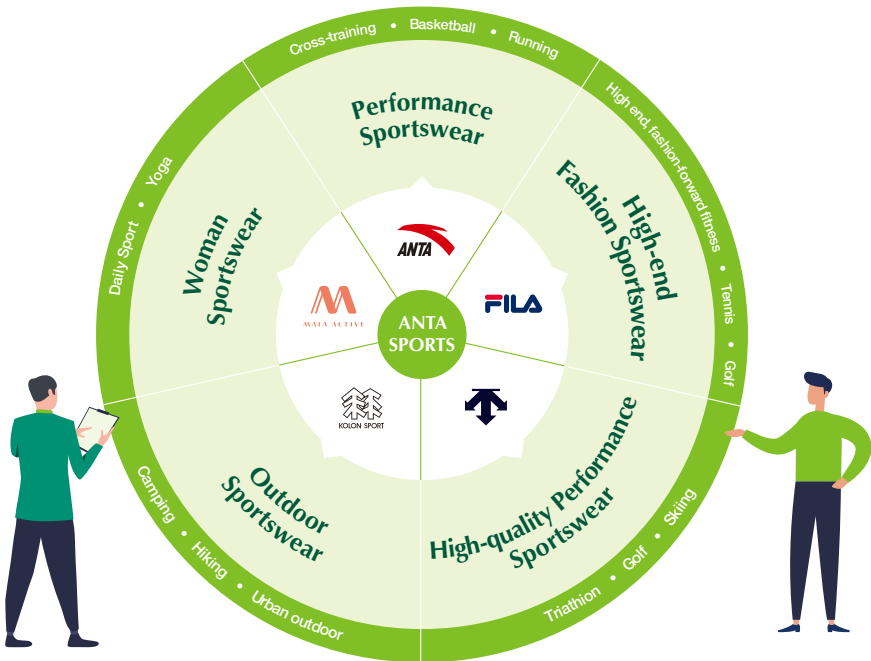 Cross-training • Basketball • Running
Performance
Sportswear
ANTA
High end, fashion-forward fitness • Tennis • Golf
High-end
Fashion Sportswear
FILA
Skiing • Golf • Triathlon
High-quality Performance
Sportswear
Camping • Hiking • Urban outdoor
Outdoor
Sportswear
KOLON SPORT
Daily Sport • Yoga
Woman
Sportswear
MAIA ACTIVE
ANTA
SPORTS